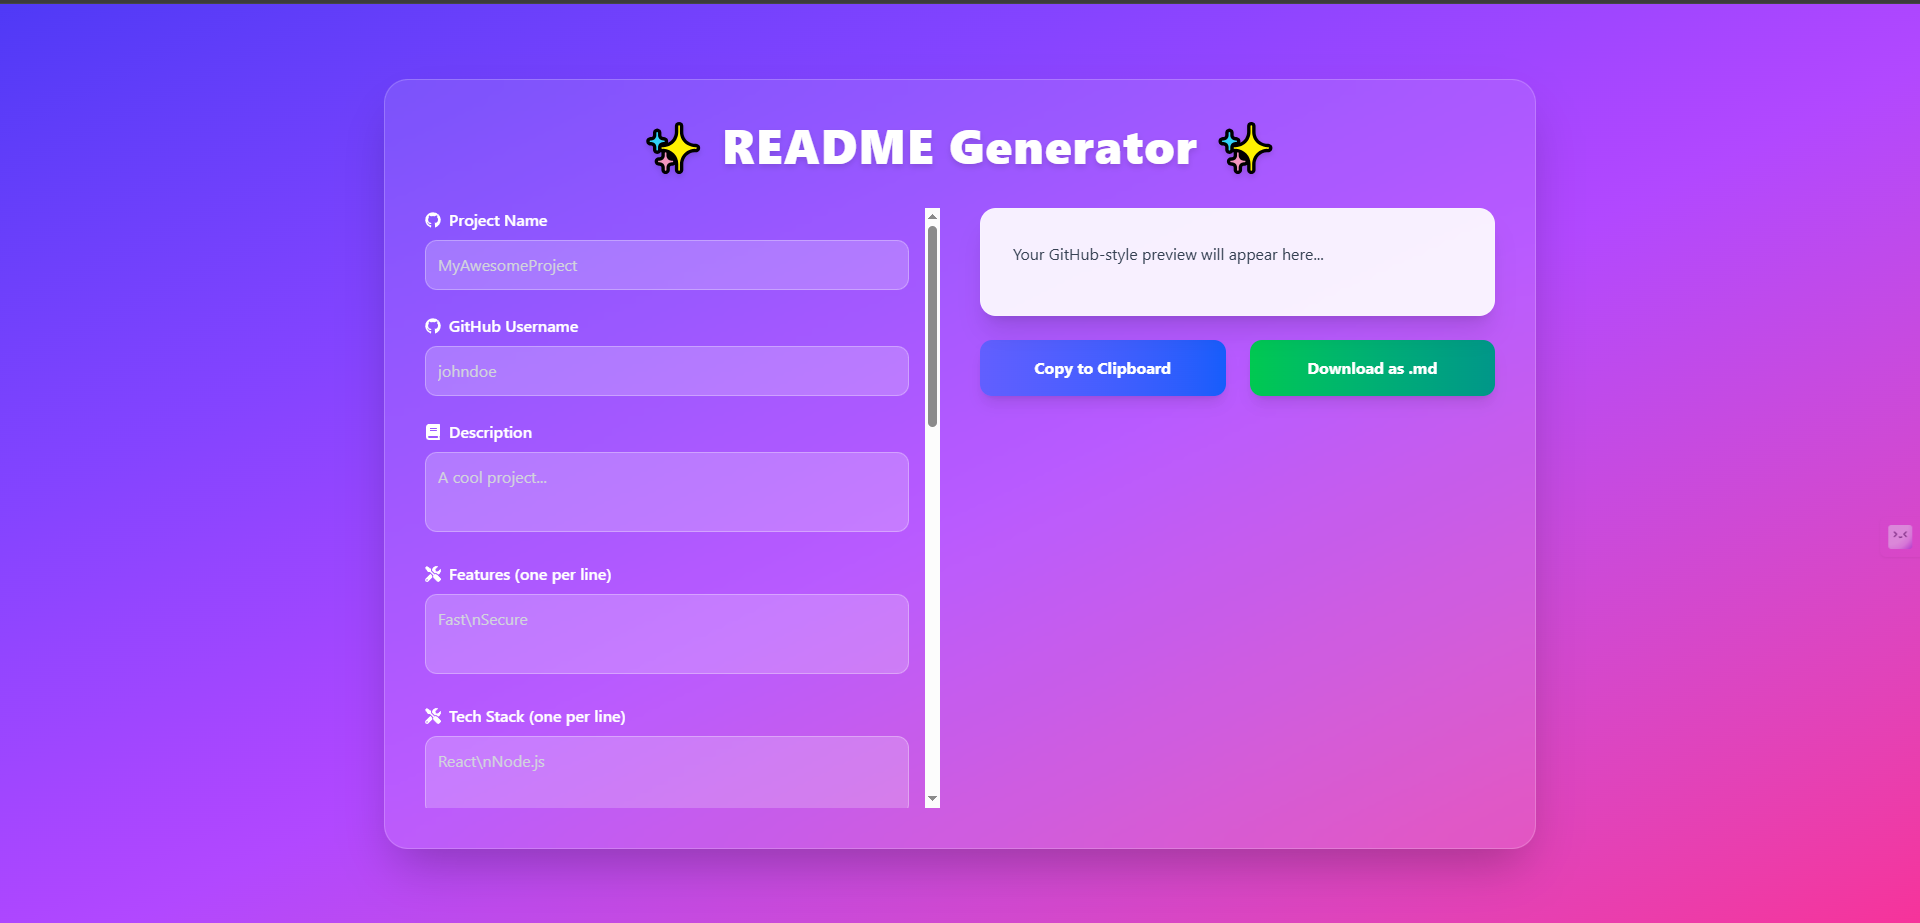 ✨ README Generator ✨
Project Name
MyAwesomeProject
GitHub Username
johndoe
Description
A cool project...
Features (one per line)
Fast\nSecure
Tech Stack (one per line)
React\nNode.js
Your GitHub-style preview will appear here...
Copy to Clipboard
Download as .md